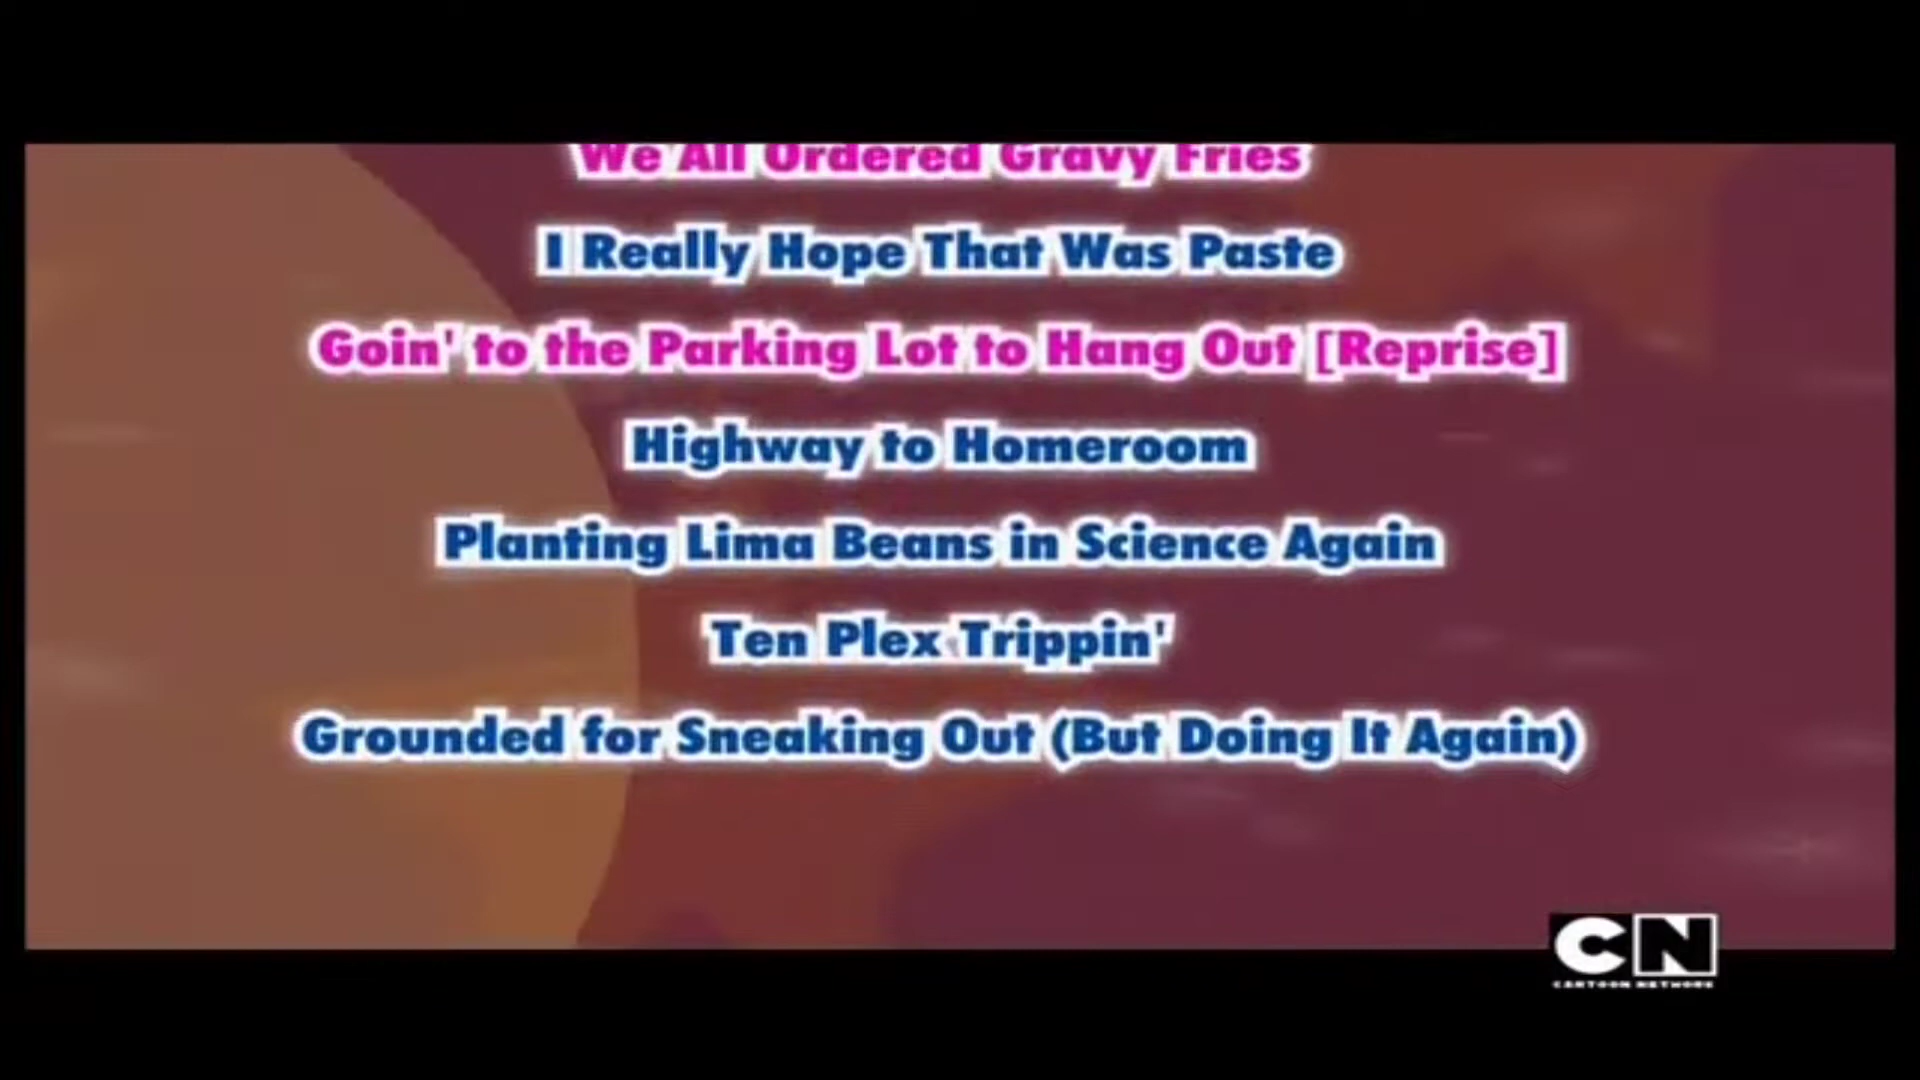 We All Ordered Gravy Fries
I Really Hope That Was Paste
Goin' to the Parking Lot to Hang Out [Reprise]
Highway to Homeroom
Planting Lima Beans in Science Again
Ten Plex Trippin'
Grounded for Sneaking Out (But Doing It Again)
CN
CARTOON NETWORK